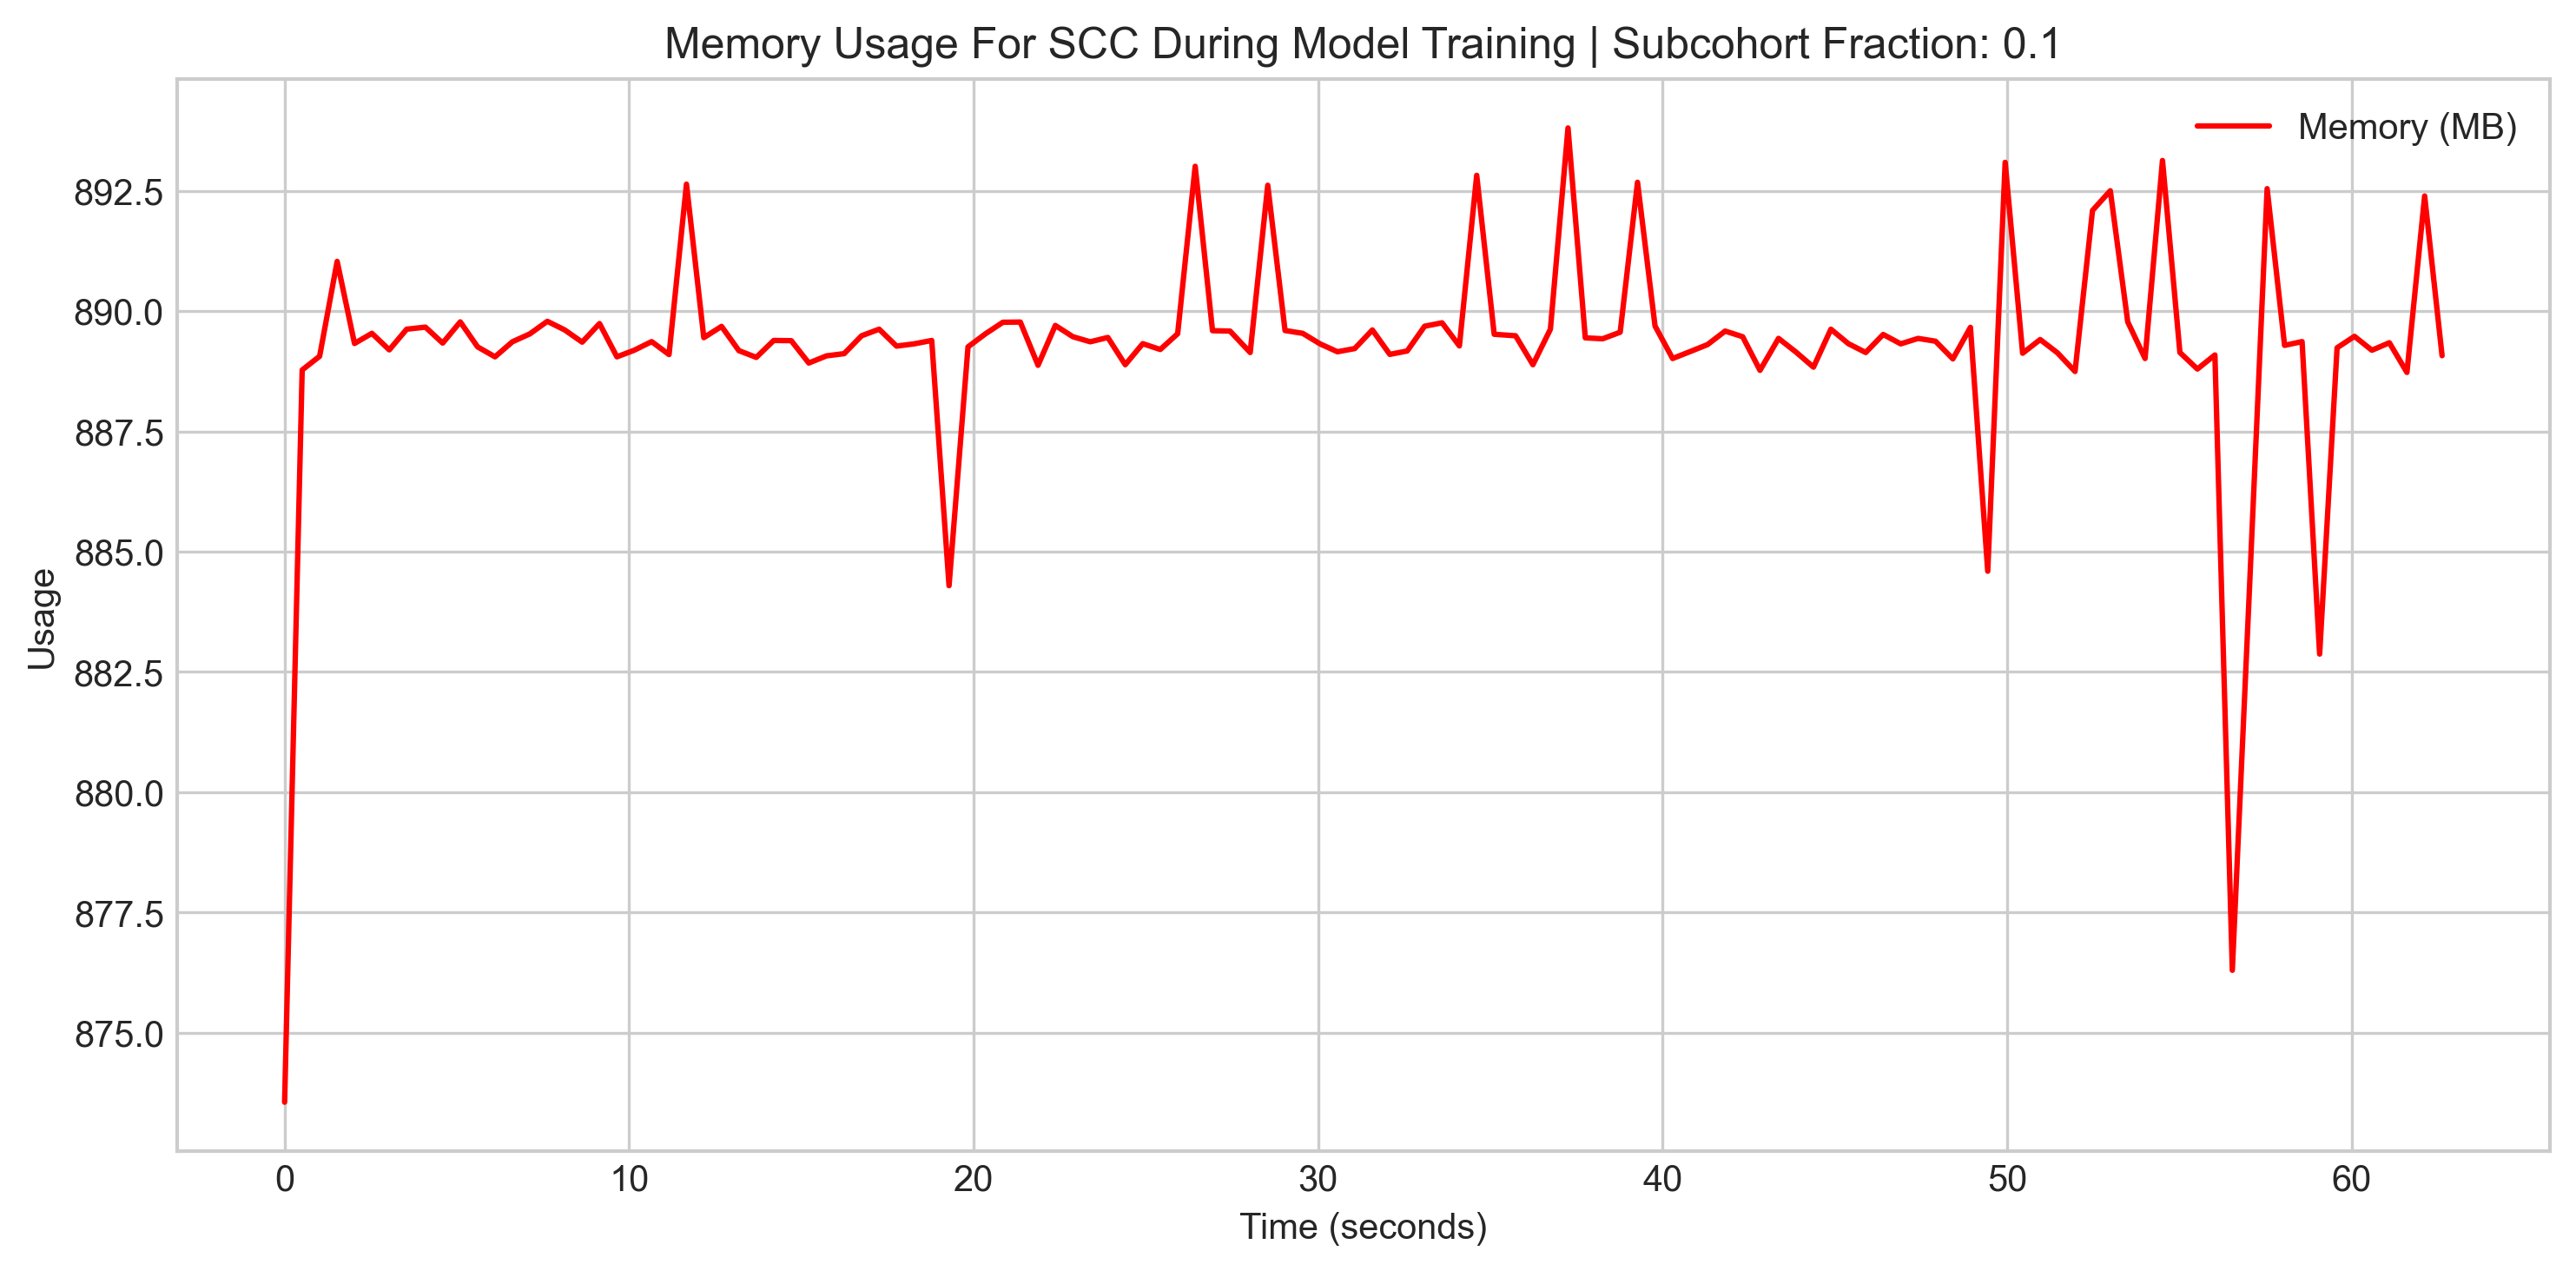 Memory Usage For SCC During Model Training | Subcohort Fraction: 0.1
Memory (MB)
892.5
890.0
887.5
885.0
882.5
880.0
877.5
875.0
Usage
0 10 20 30 40 50 60
Time (seconds)